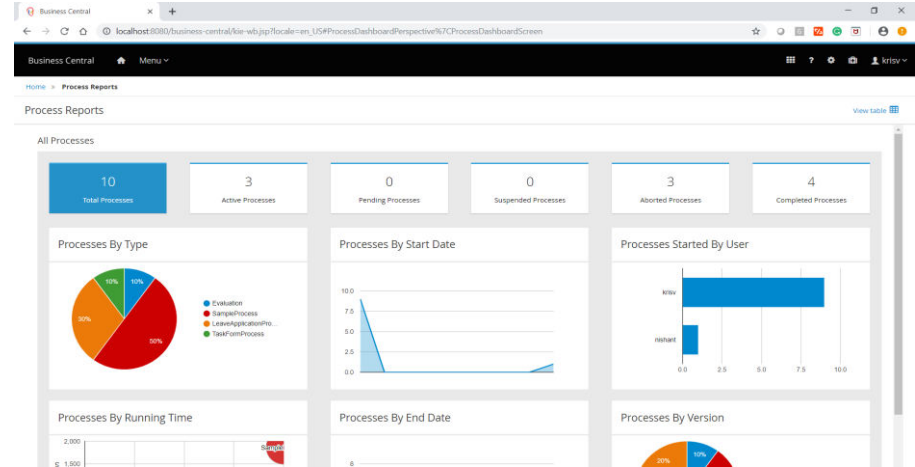 Business Central
localhost:8080/business-central/kie-wb.jsp?locale=en_US#ProcessDashboardPerspective%7CProcessDashboardScreen
Business Central Menu krisv
Home > Process Reports
Process Reports View table
All Processes
10 3 0 0 3 4
Total Processes Active Processes Pending Processes Suspended Processes Aborted Processes Completed Processes
Processes By Type
10% 10%
50%
50%
Evaluation
SampleProcess
LeaveApplicationPro...
TaskFormProcess
Processes By Start Date
10.0
7.5
5.0
2.5
0.0
Processes Started By User
krisv
nishant
0.0 2.5 5.0 7.5 10.0
Processes By Running Time
2,000
1,500
Sample
Processes By End Date
8
Processes By Version
20% 10%